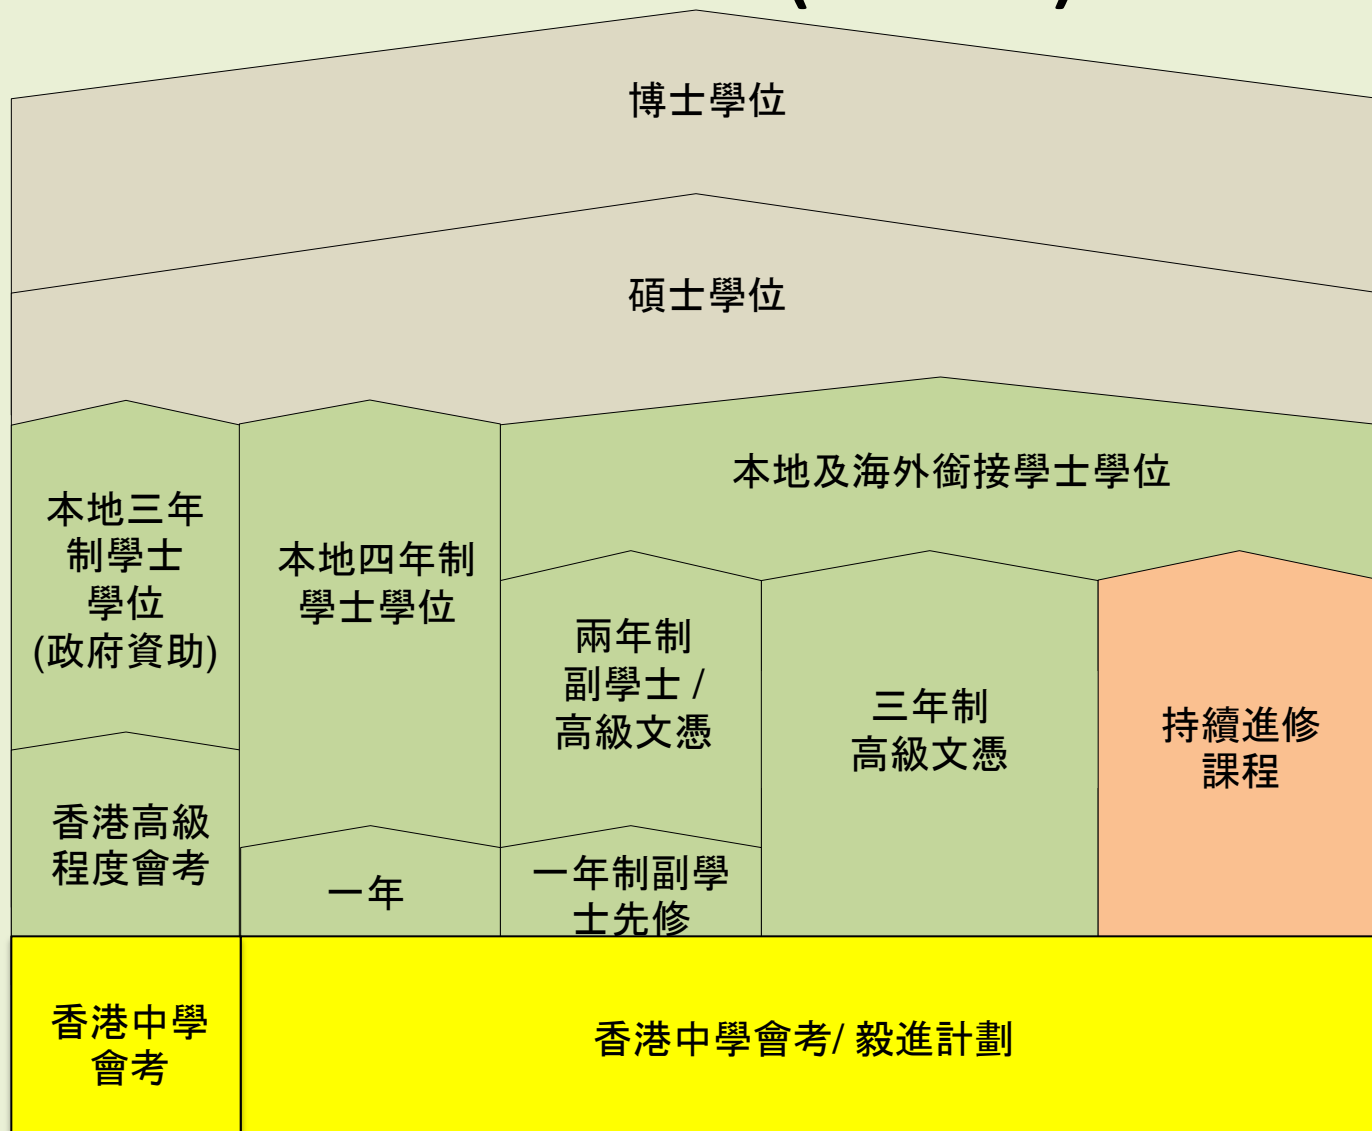 博士學位
碩士學位
本地及海外銜接學士學位
本地三年
制學士
學位
(政府資助)
本地四年制
學士學位
兩年制
副學士 /
高級文憑
三年制
高級文憑
持續進修
課程
香港高級
程度會考
一年
一年制副學
士先修
香港中學
會考
香港中學會考/ 毅進計劃